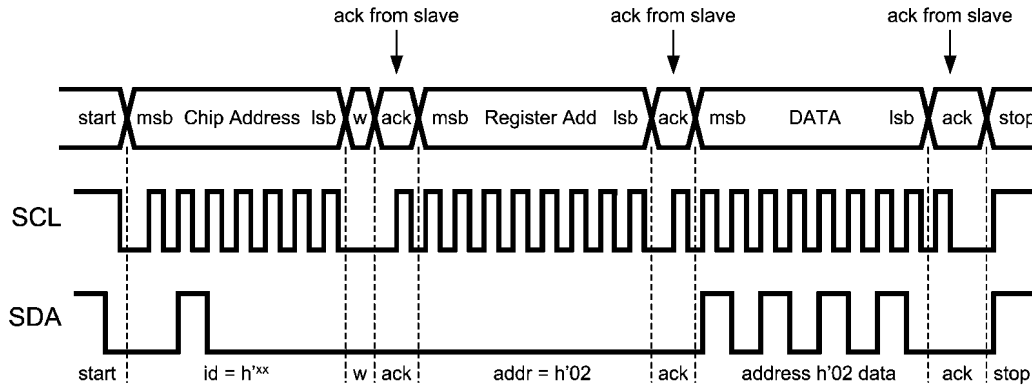 ack from slave ack from slave ack from slave
start msb Chip Address lsb w ack msb Register Add lsb ack msb DATA lsb ack stop
SCL
SDA
start id = h'xx w ack addr = h'02 ack address h'02 data ack stop